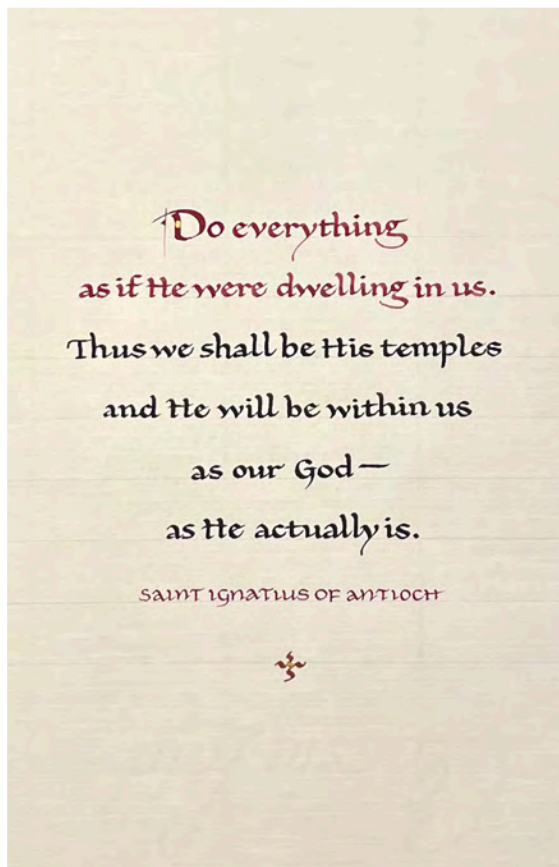 Do everything
as if He were dwelling in us.
Thus we shall be His temples
and He will be within us
as our God—
as He actually is.
SAINT IGNATIUS OF ANTIOCH